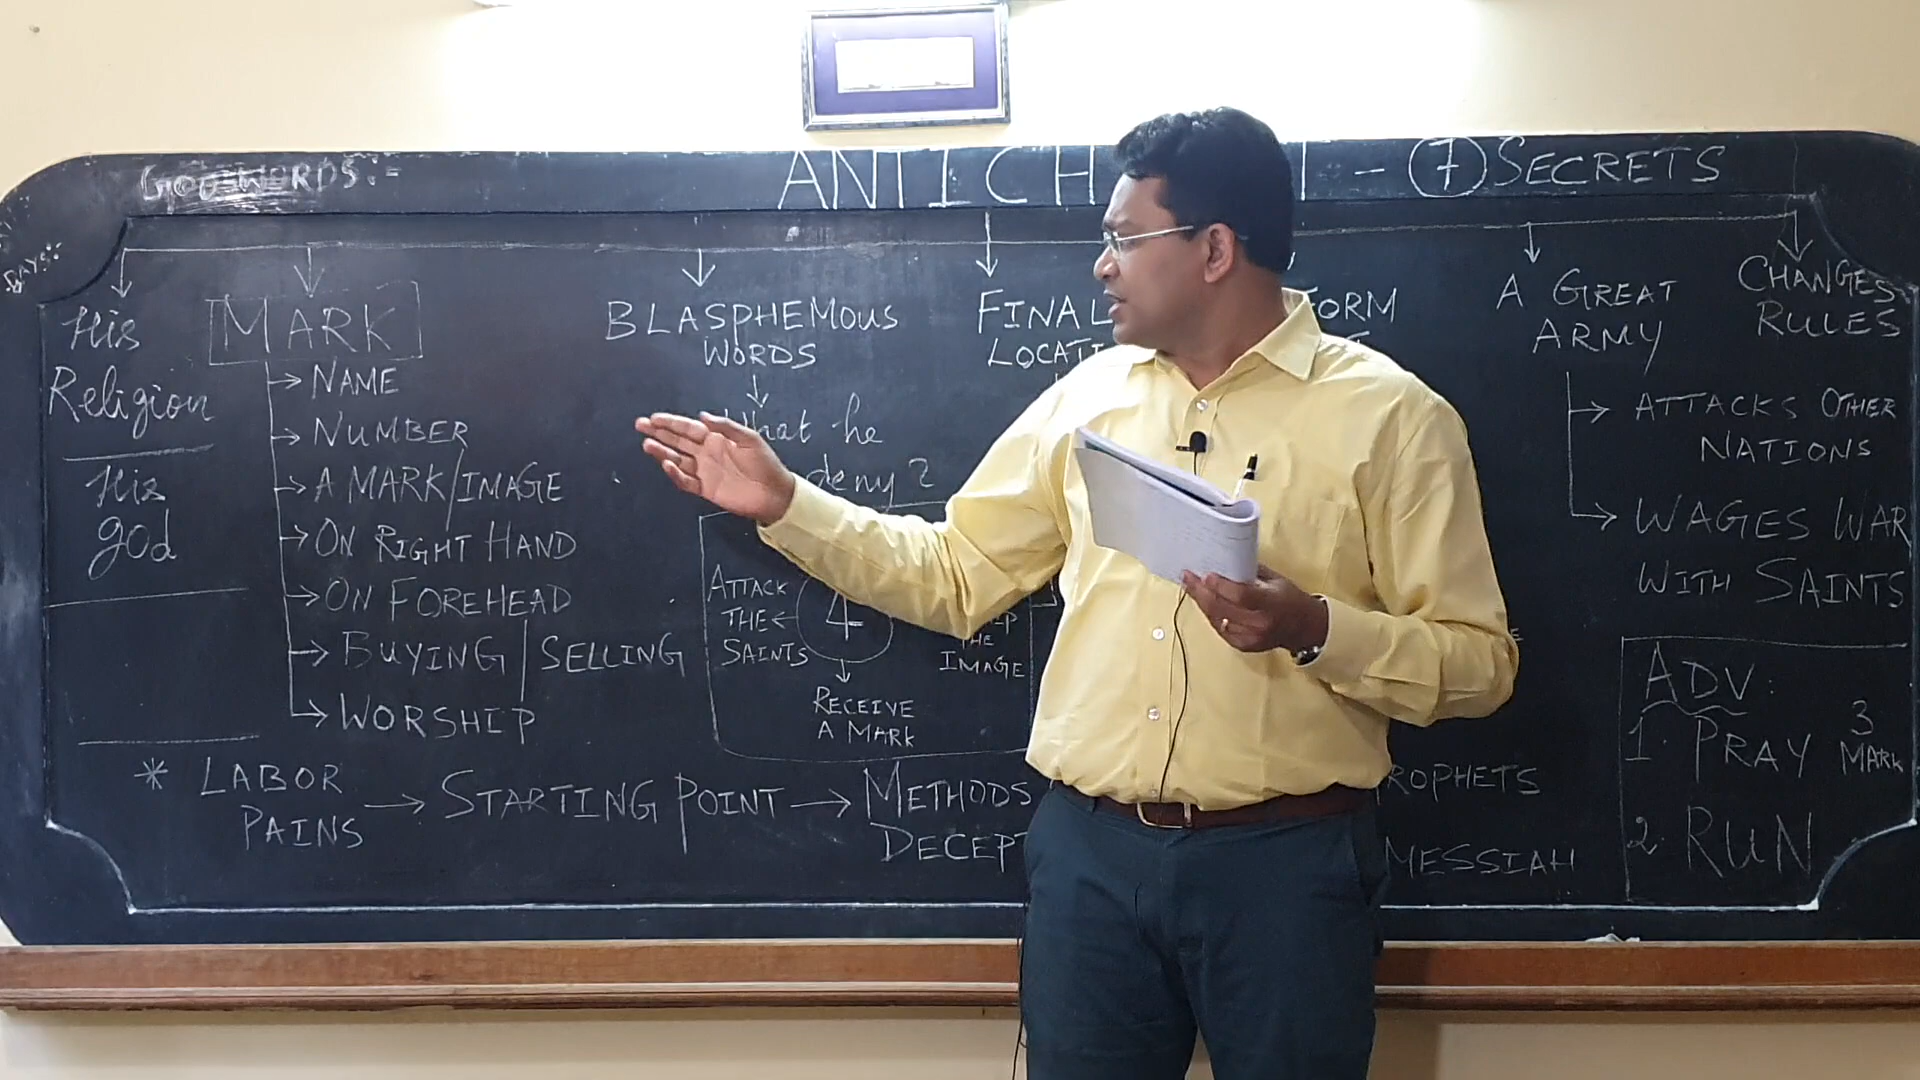 GOD WORDS:-
ANTICH T - 7 SECRETS
DAYS:
His
Religion
His
god
MARK
→ NAME
→ NUMBER
→ A MARK/IMAGE
→ ON RIGHT HAND
→ ON FOREHEAD
→ BUYING | SELLING
→ WORSHIP
BLASPHEMOUS
WORDS
What he
deny?
ATTACK
THE ←
SAINTS
4
THE
IMAGE
RECEIVE
A MARK
FINAL
LOCATI
FORM
A GREAT
ARMY
→ ATTACKS OTHER
NATIONS
→ WAGES WAR
WITH SAINTS
CHANGES
RULES
* LABOR
PAINS → STARTING POINT → METHODS
DECEPT
ROPHETS
MESSIAH
ADV:
1. PRAY
2. RUN
3
MARK